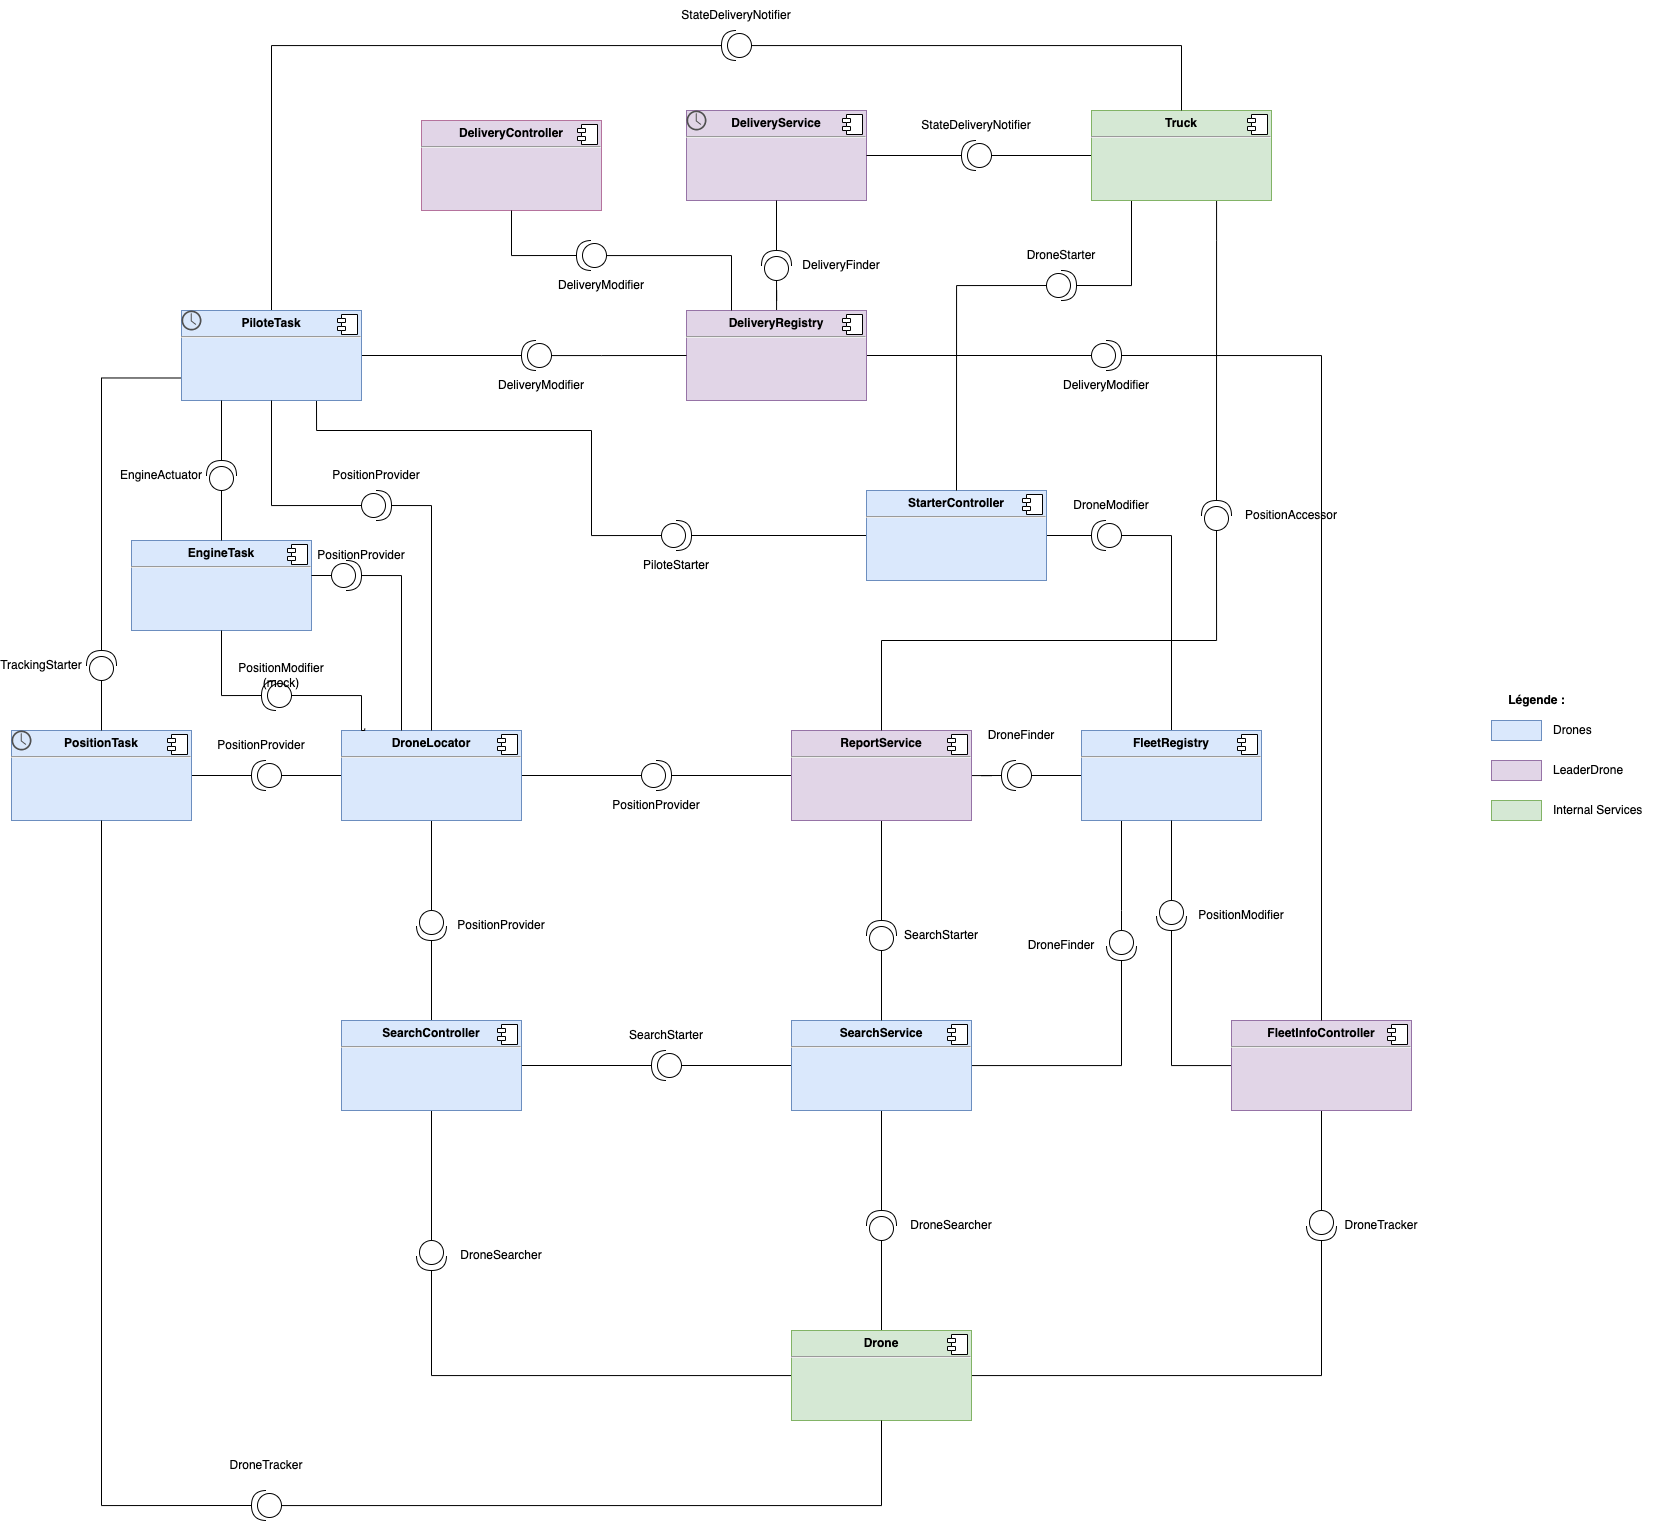 StateDeliveryNotifier
DeliveryController
DeliveryService
StateDeliveryNotifier
Truck
DeliveryModifier
DeliveryFinder
DroneStarter
PiloteTask
DeliveryRegistry
DeliveryModifier
DeliveryModifier
EngineActuator
PositionProvider
StarterController
DroneModifier
PositionAccessor
EngineTask
PositionProvider
PiloteStarter
TrackingStarter
PositionModifier
(mock)
Légende :
Drones
LeaderDrone
Internal Services
PositionTask
PositionProvider
DroneLocator
PositionProvider
ReportService
DroneFinder
FleetRegistry
PositionProvider
SearchStarter
DroneFinder
PositionModifier
SearchController
SearchStarter
SearchService
FleetInfoController
DroneSearcher
DroneSearcher
DroneTracker
Drone
DroneTracker